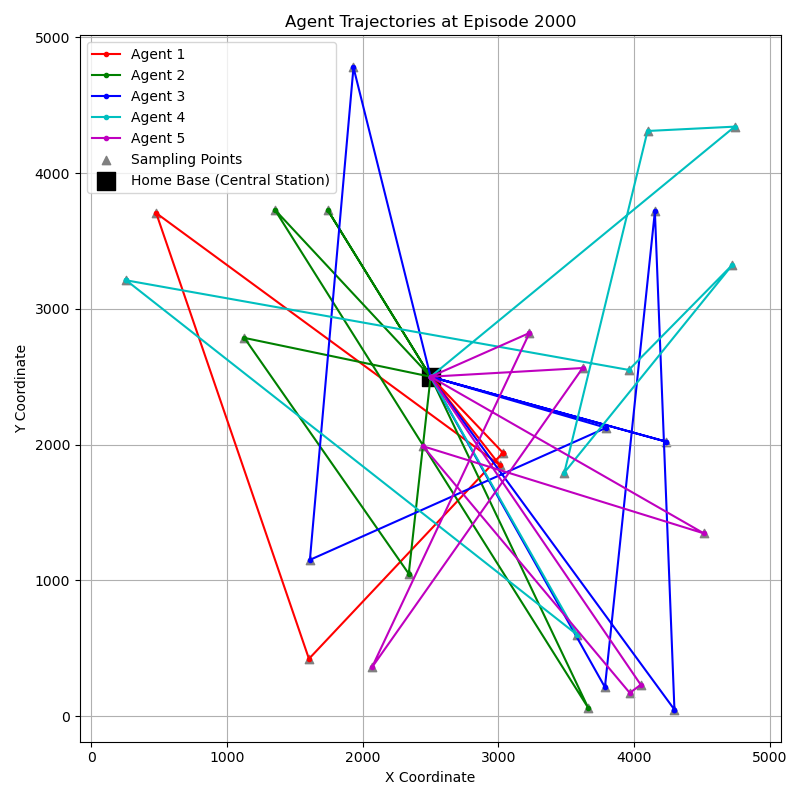 Agent Trajectories at Episode 2000
Agent 1
Agent 2
Agent 3
Agent 4
Agent 5
Sampling Points
Home Base (Central Station)
5000
4000
3000
2000
1000
0
Y Coordinate
0 1000 2000 3000 4000 5000
X Coordinate